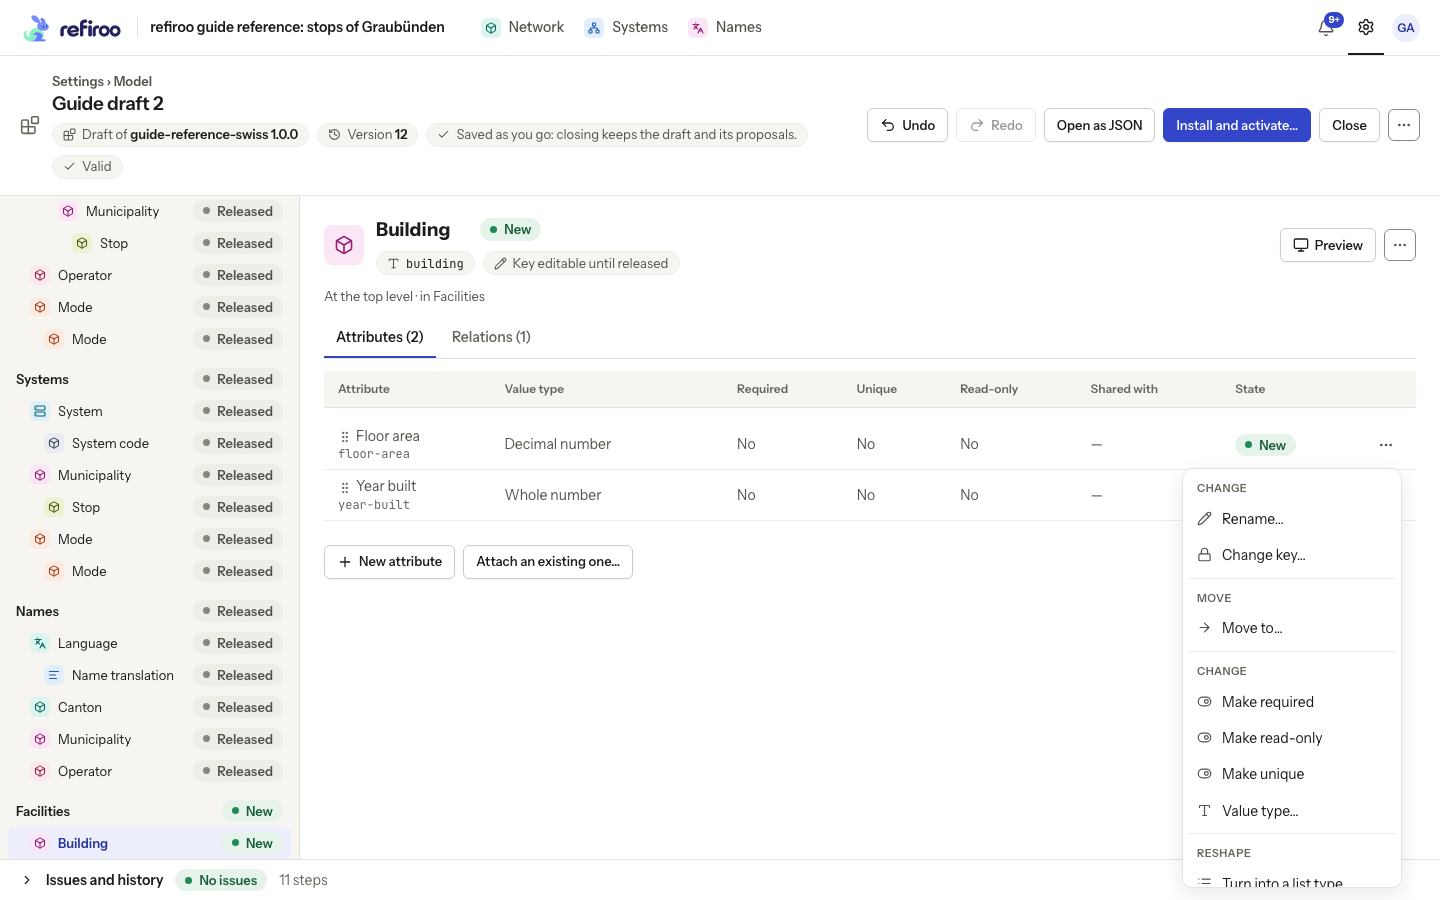 refiroo
refiroo guide reference: stops of Graubünden
Network
Systems
Names
9+
GA
Settings › Model
Guide draft 2
Draft of guide-reference-swiss 1.0.0
Version 12
Saved as you go: closing keeps the draft and its proposals.
Valid
Undo
Redo
Open as JSON
Install and activate...
Close
Municipality Released
Stop Released
Operator Released
Mode Released
Mode Released
Systems Released
System Released
System code Released
Municipality Released
Stop Released
Mode Released
Mode Released
Names Released
Language Released
Name translation Released
Canton Released
Municipality Released
Operator Released
Facilities New
Building New
Building New
building
Key editable until released
Preview
At the top level · in Facilities
Attributes (2)
Relations (1)
Attribute Value type Required Unique Read-only Shared with State
Floor area
floor-area
Decimal number No No No — New
Year built
year-built
Whole number No No No —
New attribute
Attach an existing one...
CHANGE
Rename...
Change key...
MOVE
Move to...
CHANGE
Make required
Make read-only
Make unique
Value type...
RESHAPE
Turn into a list type
Issues and history
No issues
11 steps